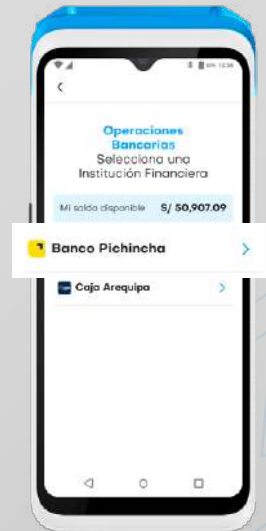 Operaciones
Bancarias
Selecciona una
Institución Financiera
Mi saldo disponible S/ 50,907.09
Banco Pichincha
Caja Arequipa